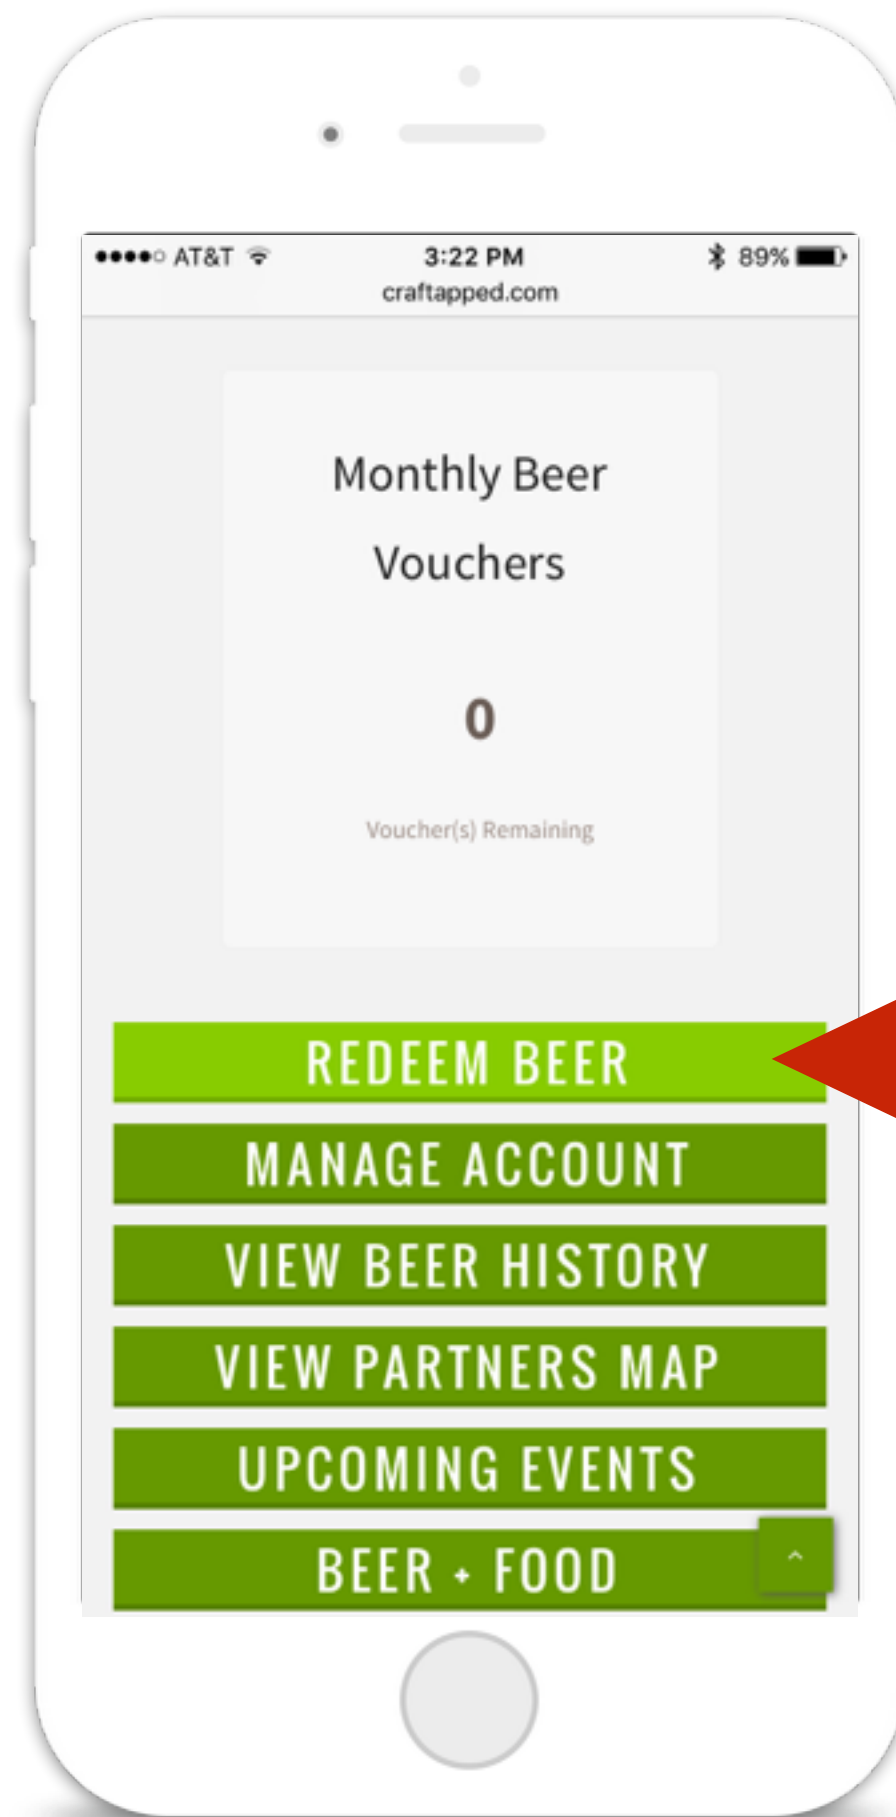 AT&T 3:22 PM 89%
craftapped.com
Monthly Beer
Vouchers
0
Voucher(s) Remaining
REDEEM BEER
MANAGE ACCOUNT
VIEW BEER HISTORY
VIEW PARTNERS MAP
UPCOMING EVENTS
BEER + FOOD